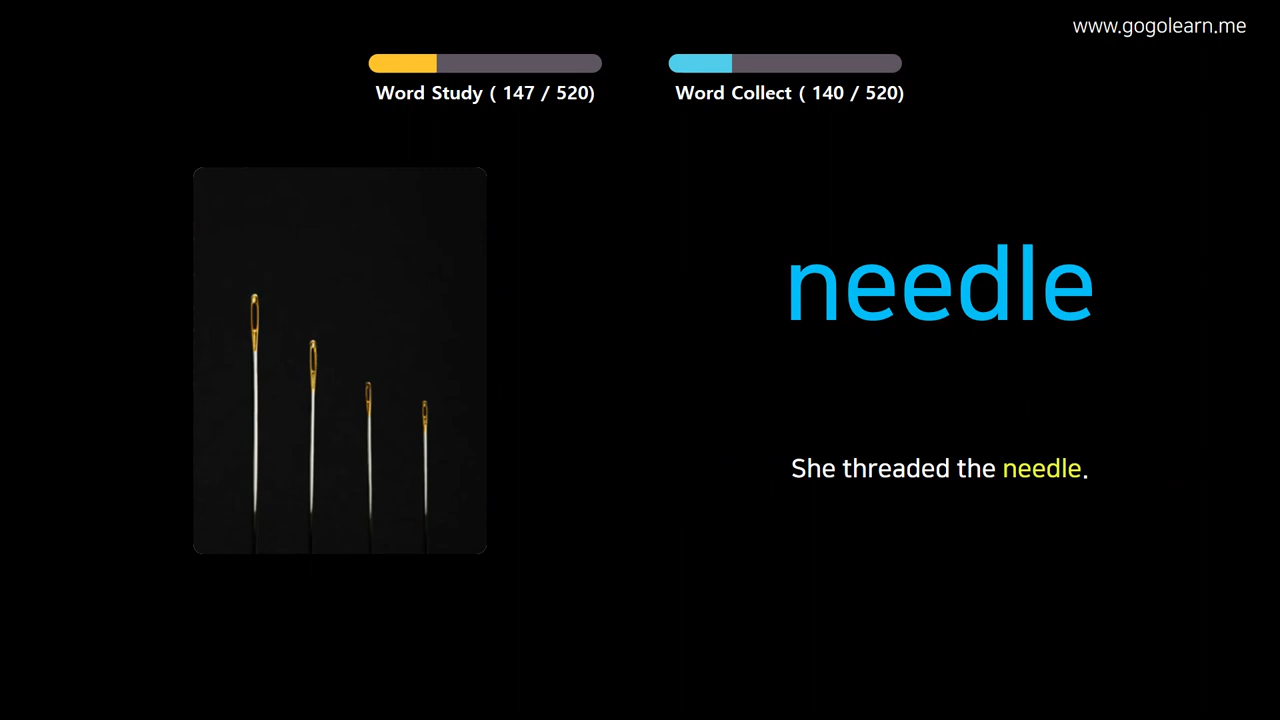 www.gogolearn.me
Word Study ( 147 / 520)
Word Collect ( 140 / 520)
needle
She threaded the needle.